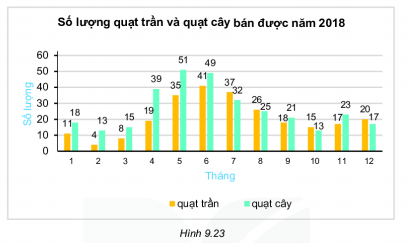 Số lượng quạt trần và quạt cây bán được năm 2018
Số lượng
60
50
40
30
20
10
0
11 18 4 13 8 15 19 39 35 51 41 49 37 32 26 25 18 21 15 13 17 23 20 17
1 2 3 4 5 6 7 8 9 10 11 12
Tháng
quạt trần quạt cây
Hình 9.23